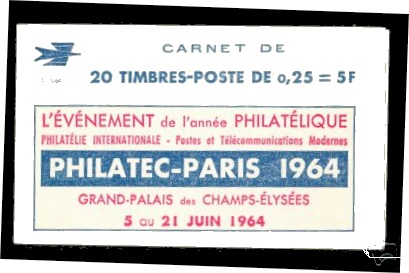 CARNET DE
20 TIMBRES-POSTE DE 0,25 = 5F
L'ÉVÉNEMENT de l'année PHILATÉLIQUE
PHILATÉLIE INTERNATIONALE - Postes et Télécommunications Modernes
PHILATEC-PARIS 1964
GRAND-PALAIS des CHAMPS-ÉLYSÉES
5 au 21 JUIN 1964